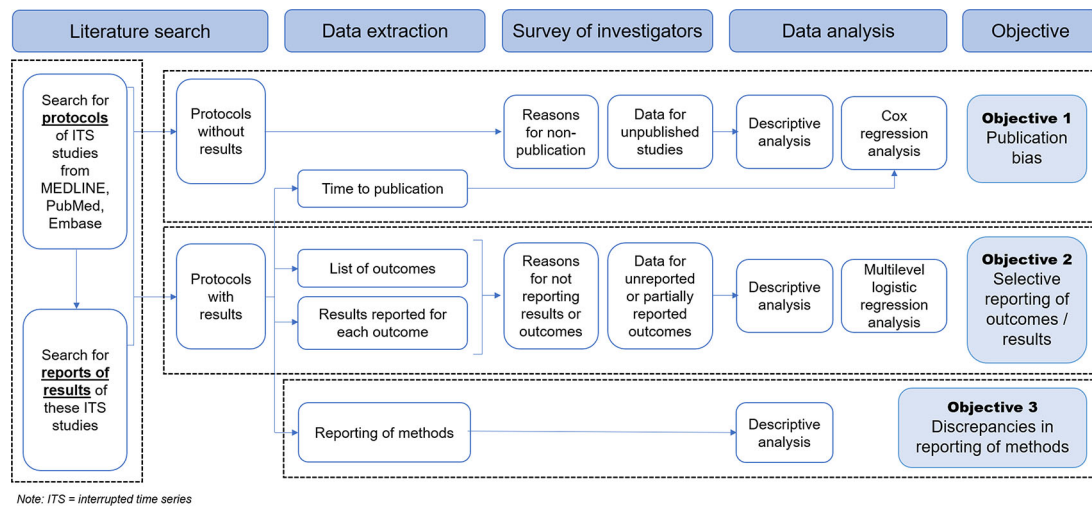 Literature search
Data extraction
Survey of investigators
Data analysis
Objective
Search for
protocols
of ITS
studies
from
MEDLINE,
PubMed,
Embase
Search for
reports of
results of
these ITS
studies
Protocols
without
results
Reasons
for non-
publication
Data for
unpublished
studies
Descriptive
analysis
Cox
regression
analysis
Objective 1
Publication
bias
Time to publication
Protocols
with
results
List of outcomes
Results reported for
each outcome
Reasons
for not
reporting
results or
outcomes
Data for
unreported
or partially
reported
outcomes
Descriptive
analysis
Multilevel
logistic
regression
analysis
Objective 2
Selective
reporting of
outcomes /
results
Reporting of methods
Descriptive
analysis
Objective 3
Discrepancies in
reporting of methods
Note: ITS = interrupted time series